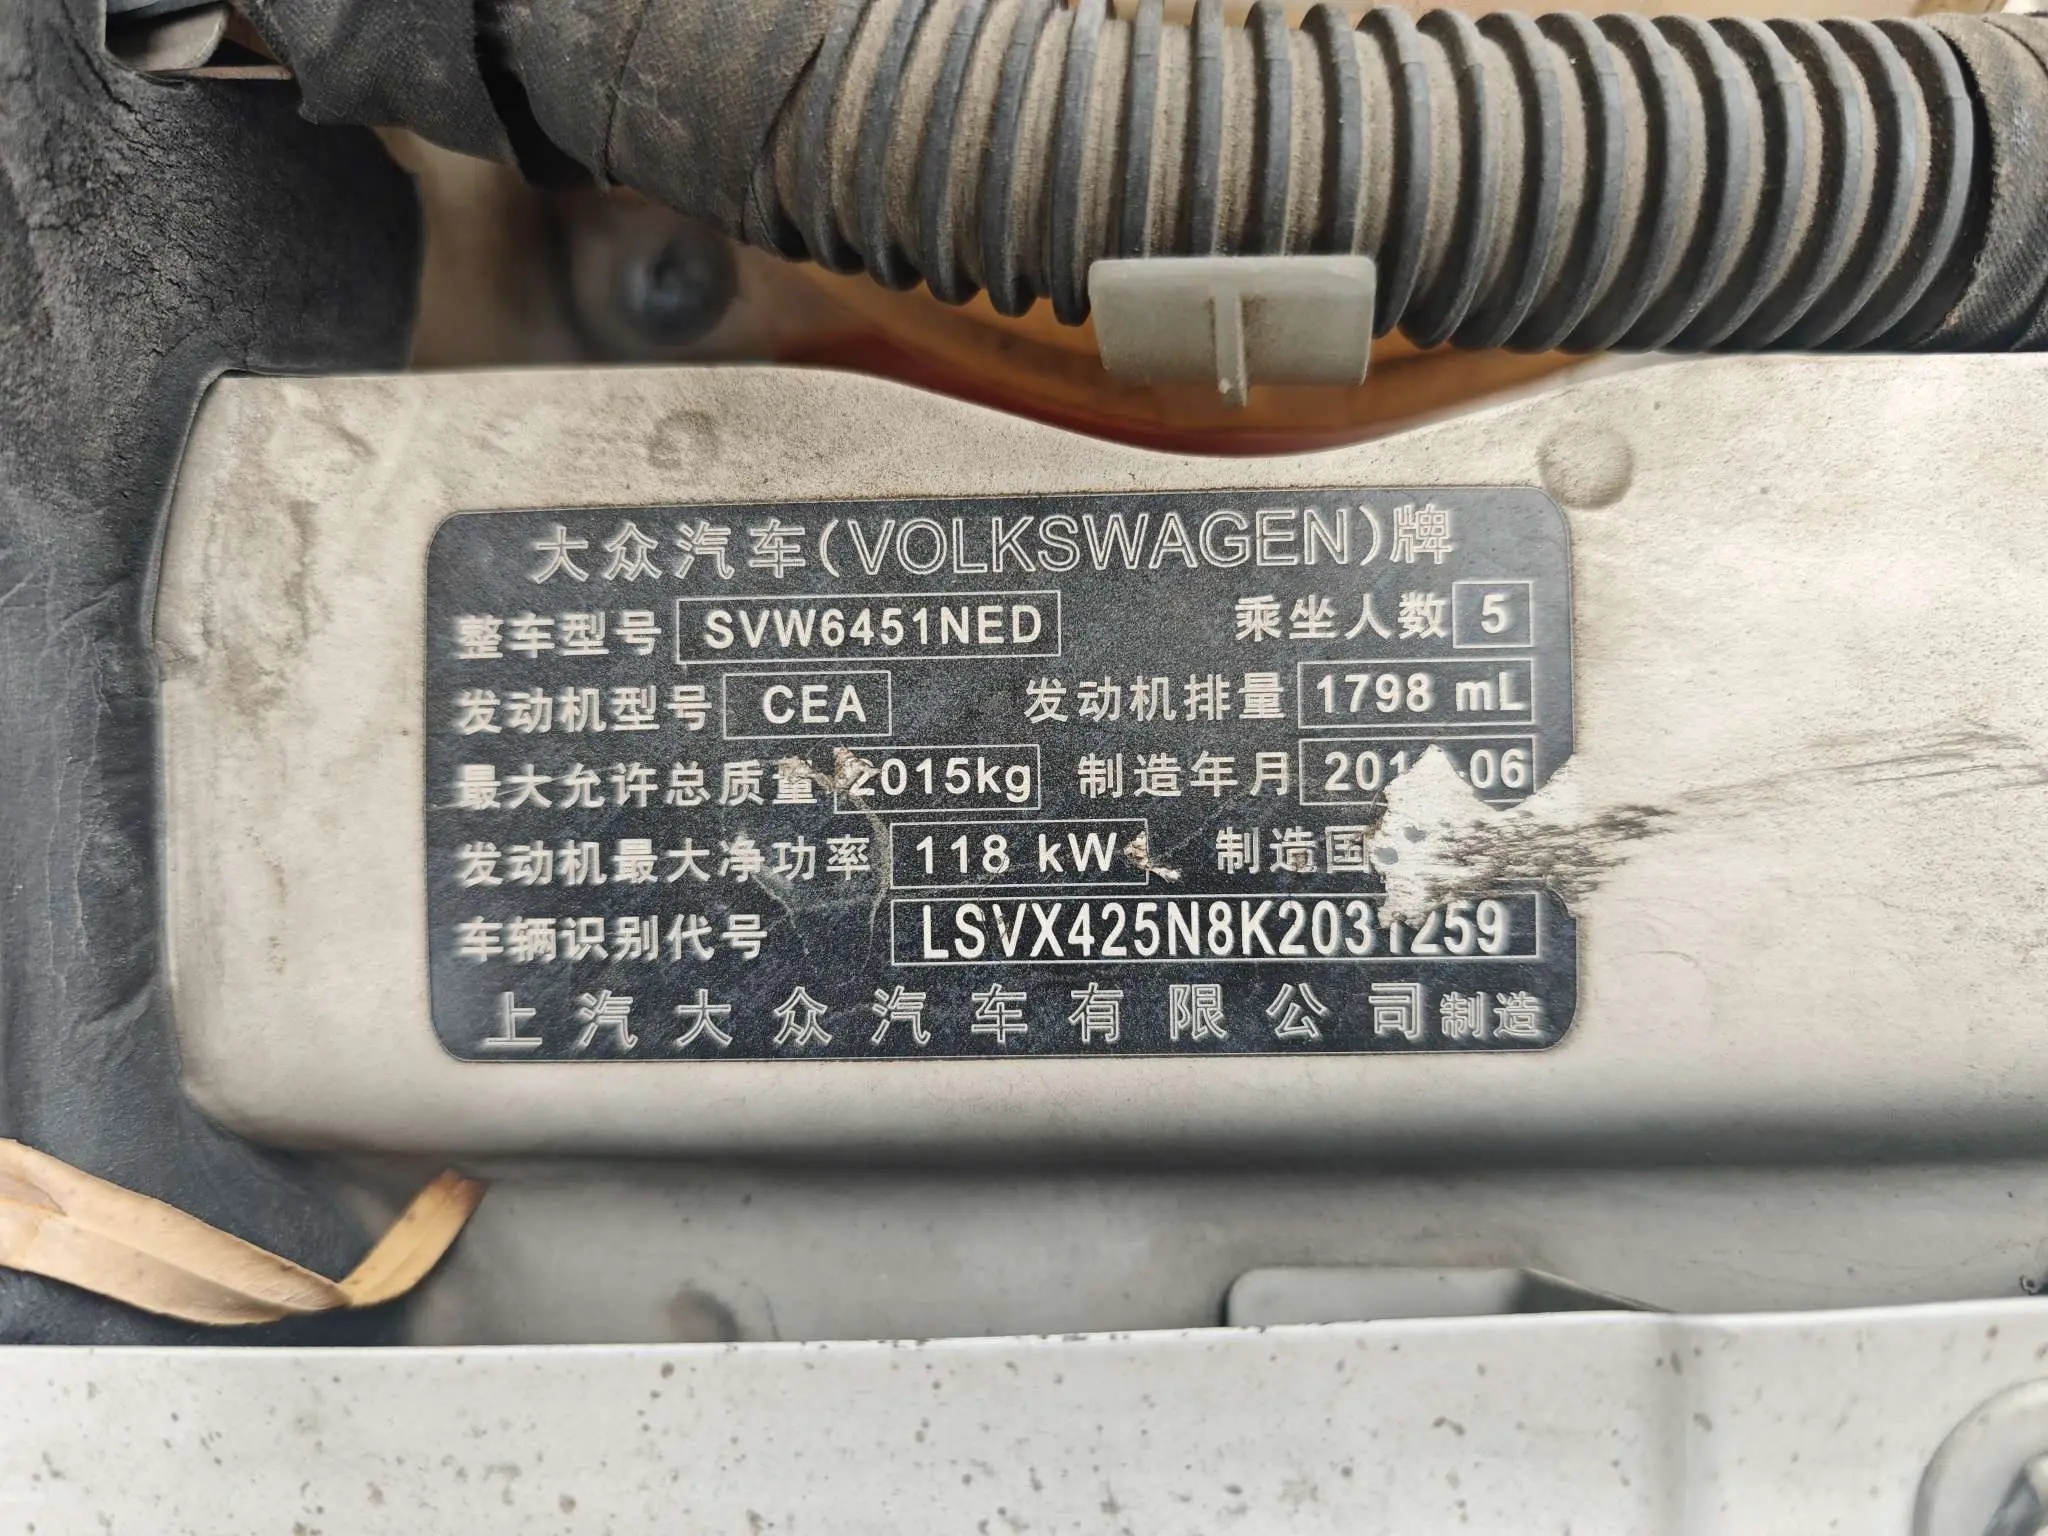 大众汽车(VOLKSWAGEN)牌
整车型号 SVW6451NED 乘坐人数 5
发动机型号 CEA 发动机排量 1798 mL
最大允许总质量 2015kg 制造年月
发动机最大净功率 118 kW 制造国
车辆识别代号 LSVX425N8K2031259
上汽大众汽车有限公司制造